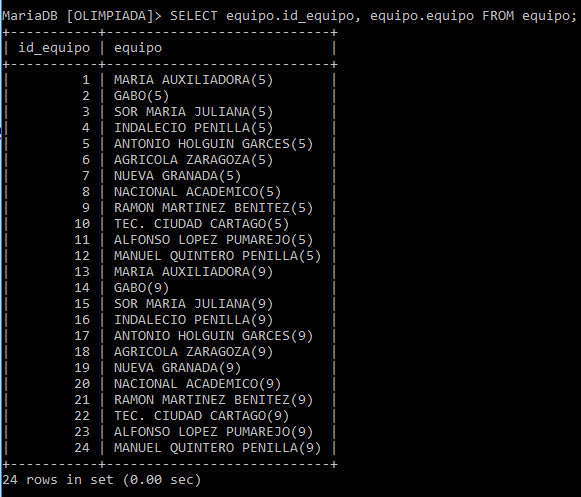 MariaDB [OLIMPIADA]> SELECT equipo.id_equipo, equipo.equipo FROM equipo;
+-----------+----------------------------+
| id_equipo | equipo                     |
+-----------+----------------------------+
|         1 | MARIA AUXILIADORA(5)       |
|         2 | GABO(5)                    |
|         3 | SOR MARIA JULIANA(5)       |
|         4 | INDALECIO PENILLA(5)       |
|         5 | ANTONIO HOLGUIN GARCES(5)  |
|         6 | AGRICOLA ZARAGOZA(5)       |
|         7 | NUEVA GRANADA(5)           |
|         8 | NACIONAL ACADEMICO(5)      |
|         9 | RAMON MARTINEZ BENITEZ(5)  |
|        10 | TEC. CIUDAD CARTAGO(5)     |
|        11 | ALFONSO LOPEZ PUMAREJO(5)  |
|        12 | MANUEL QUINTERO PENILLA(5) |
|        13 | MARIA AUXILIADORA(9)       |
|        14 | GABO(9)                    |
|        15 | SOR MARIA JULIANA(9)       |
|        16 | INDALECIO PENILLA(9)       |
|        17 | ANTONIO HOLGUIN GARCES(9)  |
|        18 | AGRICOLA ZARAGOZA(9)       |
|        19 | NUEVA GRANADA(9)           |
|        20 | NACIONAL ACADEMICO(9)      |
|        21 | RAMON MARTINEZ BENITEZ(9)  |
|        22 | TEC. CIUDAD CARTAGO(9)     |
|        23 | ALFONSO LOPEZ PUMAREJO(9)  |
|        24 | MANUEL QUINTERO PENILLA(9) |
+-----------+----------------------------+
24 rows in set (0.00 sec)